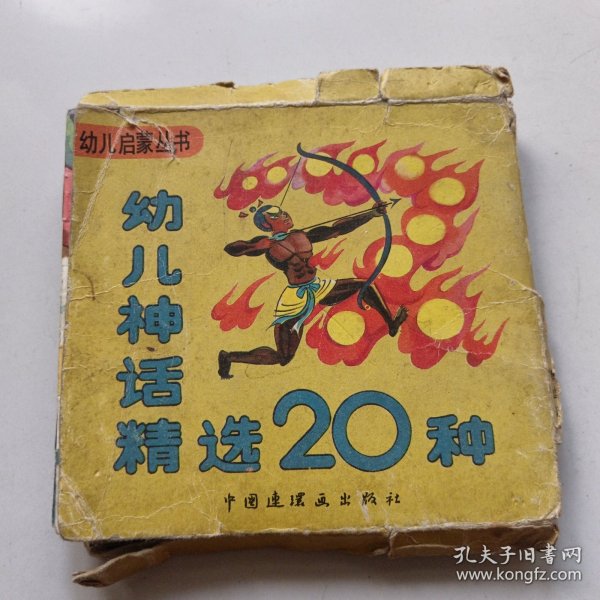 幼儿启蒙丛书
幼儿神话
精选20种
中国连环画出版社
孔夫子旧书网
www.kongfz.com